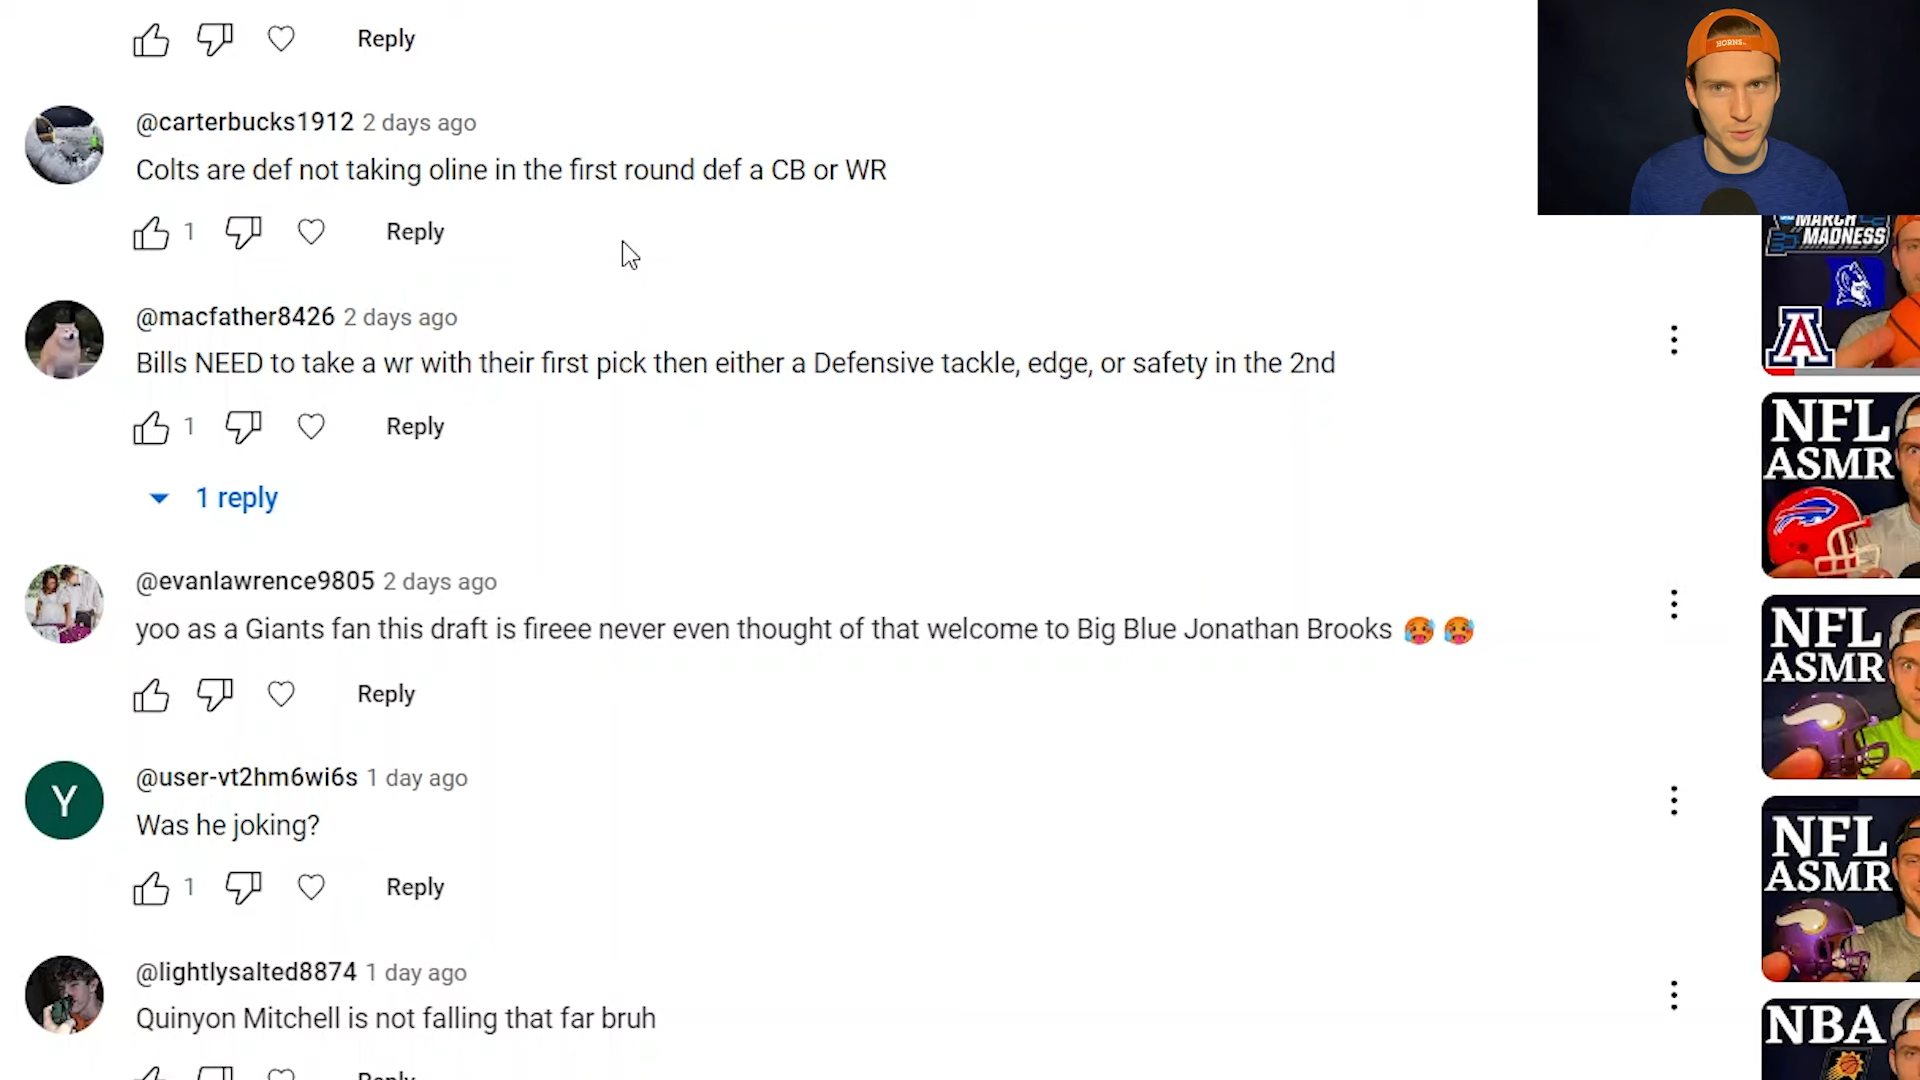 Reply
HORNS
@carterbucks1912 2 days ago
Colts are def not taking oline in the first round def a CB or WR
1 Reply
MARCH
MADNESS
@macfather8426 2 days ago
Bills NEED to take a wr with their first pick then either a Defensive tackle, edge, or safety in the 2nd
A
1 Reply
NFL
ASMR
1 reply
@evanlawrence9805 2 days ago
yoo as a Giants fan this draft is fireee never even thought of that welcome to Big Blue Jonathan Brooks 🥵 🥵
NFL
ASMR
Reply
Y
@user-vt2hm6wi6s 1 day ago
Was he joking?
1 Reply
NFL
ASMR
@lightlysalted8874 1 day ago
Quinyon Mitchell is not falling that far bruh
NBA
Reply